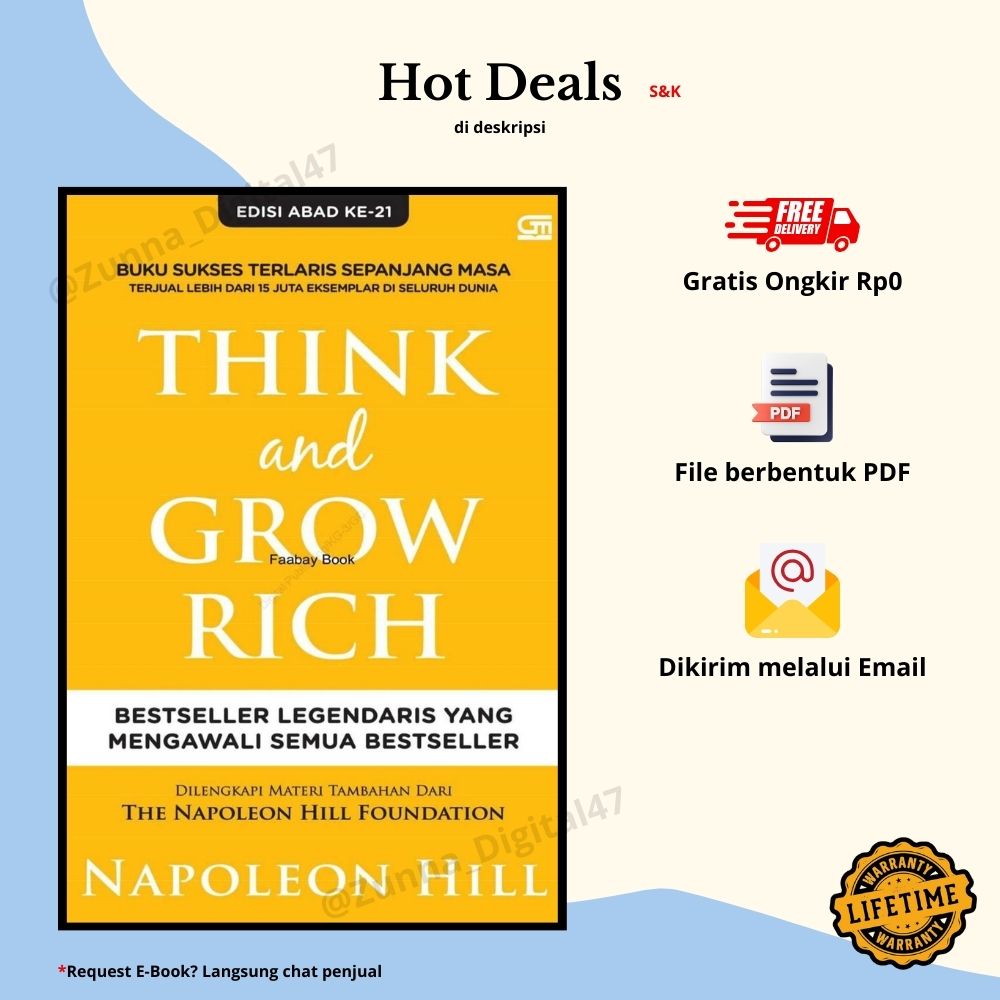 Hot Deals
S&K
di deskripsi
@Zunna_Digital47
EDISI ABAD KE-21
GM
BUKU SUKSES TERLARIS SEPANJANG MASA
TERJUAL LEBIH DARI 15 JUTA EKSEMPLAR DI SELURUH DUNIA
THINK
and
GROW
Faabay Book
RICH
BESTSELLER LEGENDARIS YANG
MENGAWALI SEMUA BESTSELLER
DILENGKAPI MATERI TAMBAHAN DARI
THE NAPOLEON HILL FOUNDATION
NAPOLEON HILL
@Zunna_Digital47
FREE
DELIVERY
Gratis Ongkir Rp0
PDF
File berbentuk PDF
@
Dikirim melalui Email
WARRANTY
LIFETIME
WARRANTY
*Request E-Book? Langsung chat penjual